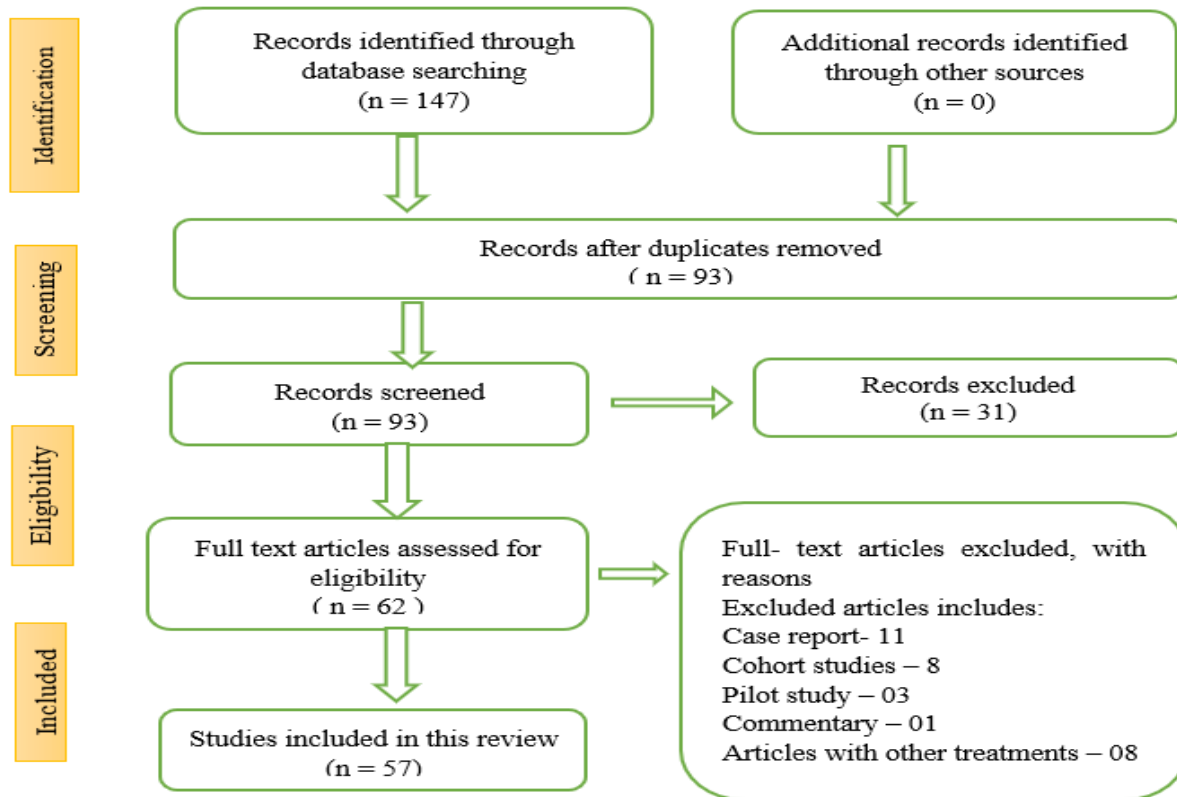 Identification
Records identified through
database searching
(n = 147)
Additional records identified
through other sources
(n = 0)
Screening
Records after duplicates removed
( n = 93)
Records screened
(n = 93)
Records excluded
(n = 31)
Eligibility
Full text articles assessed for
eligibility
( n = 62 )
Full- text articles excluded, with
reasons
Excluded articles includes:
Case report- 11
Cohort studies – 8
Pilot study – 03
Commentary – 01
Articles with other treatments – 08
Included
Studies included in this review
(n = 57)